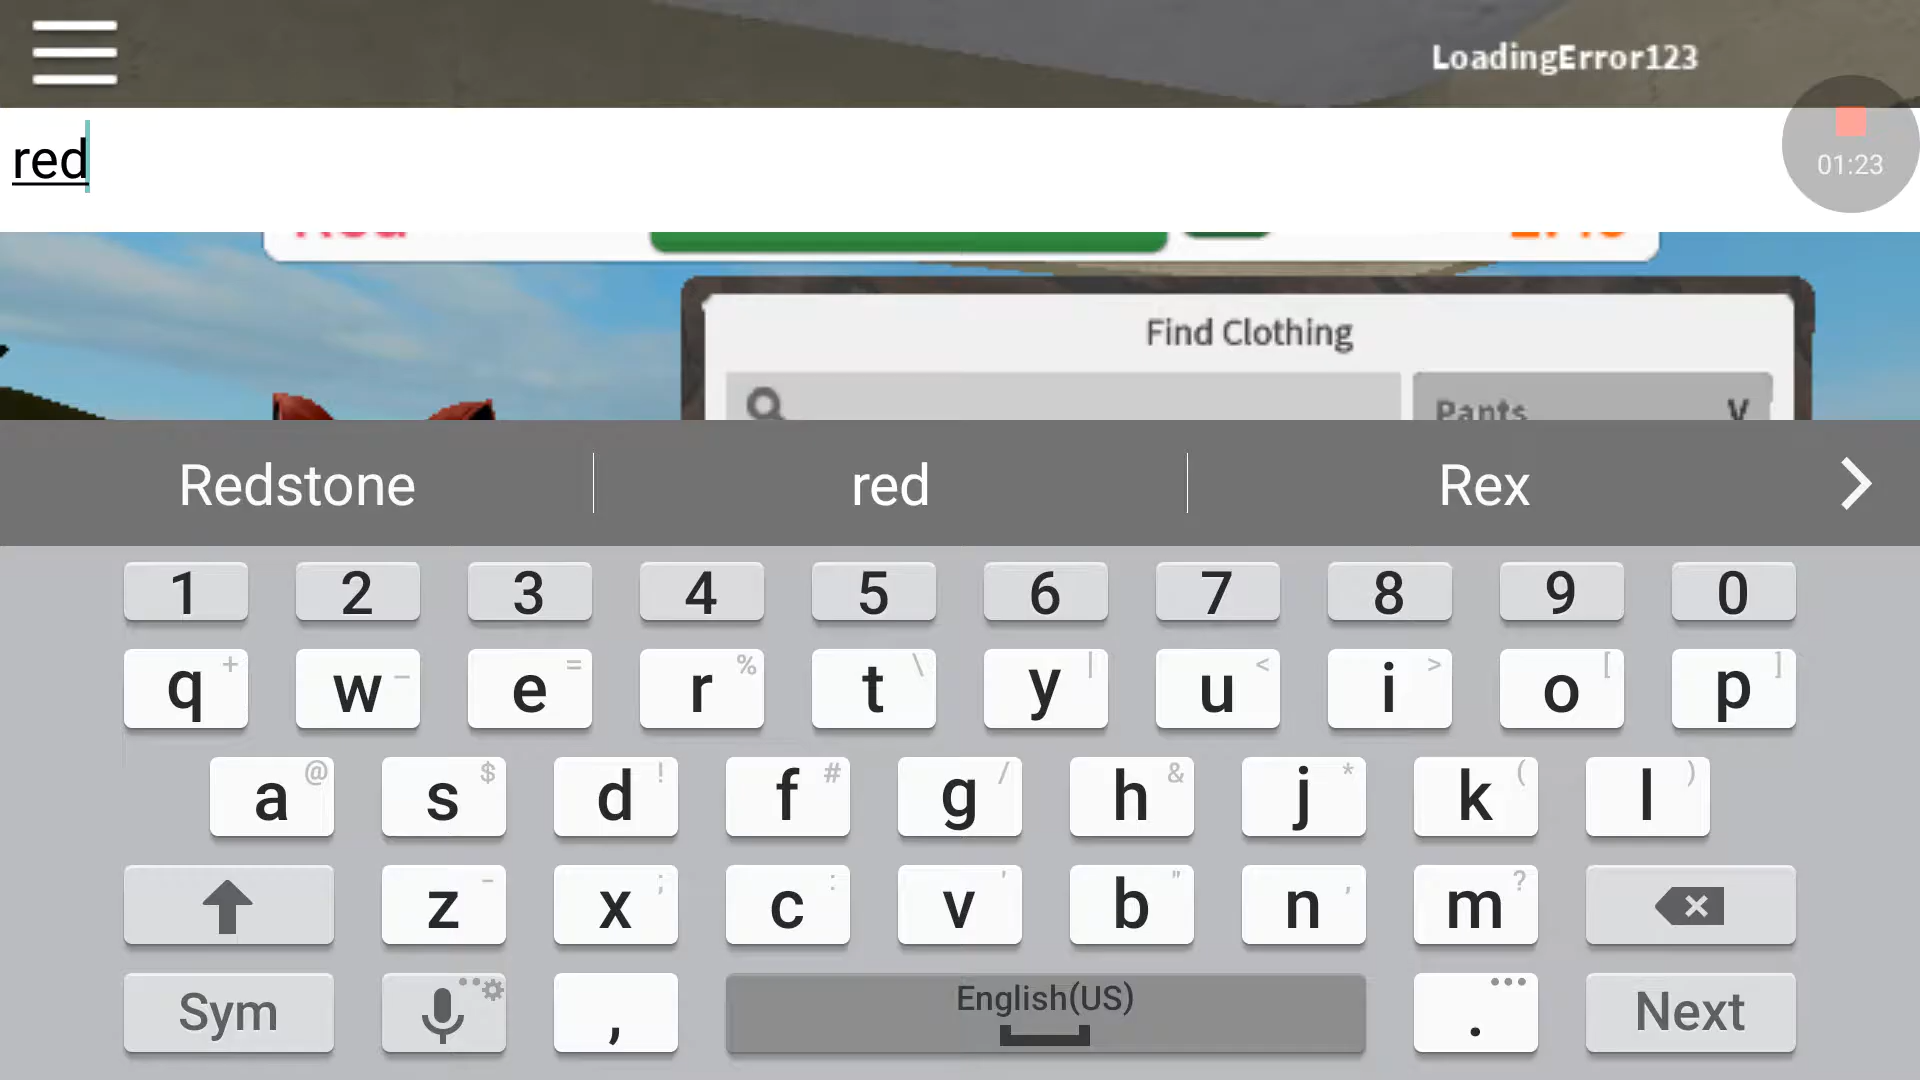 LoadingError123
red
01:23
Find Clothing
Pants V
Redstone red Rex
1 2 3 4 5 6 7 8 9 0
q + w _ e = r % t \ y | u < i > o [ p ]
a @ s $ d ! f # g / h & j * k ( l )
z - x ; c : v ' b " n , m ?
Sym , English(US) . Next